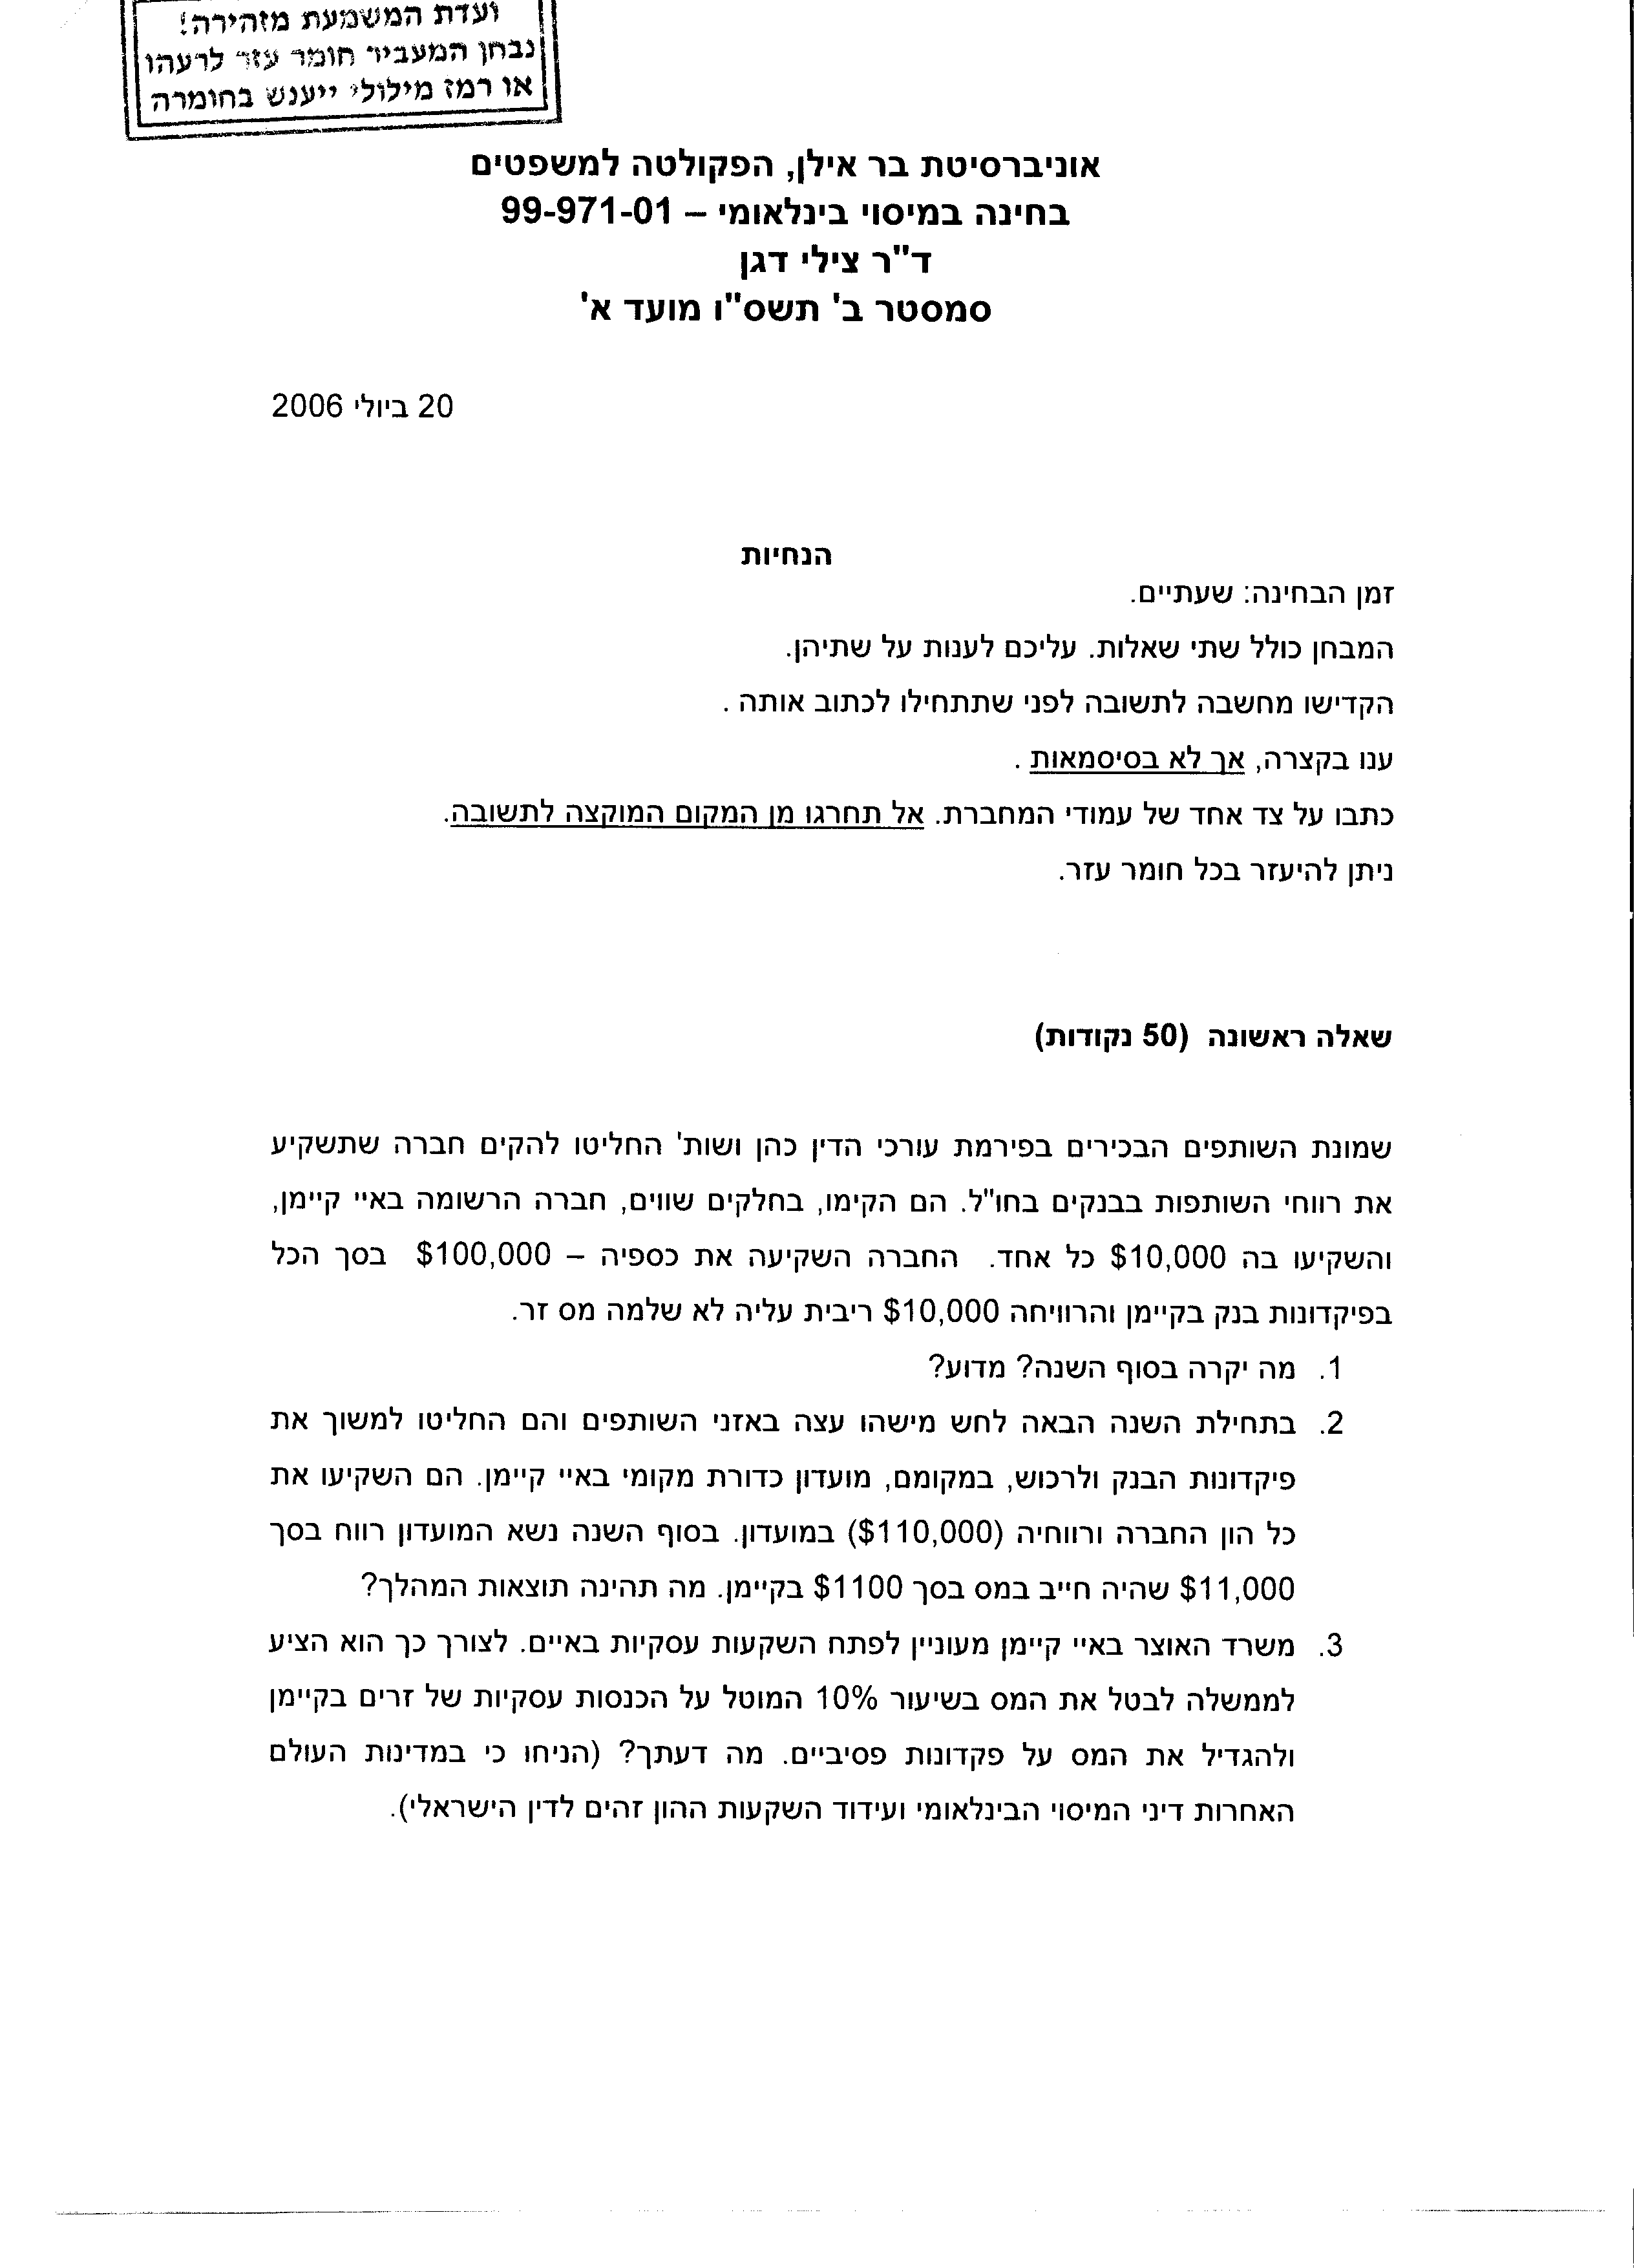 ועדת המשמעת מזהירה!
נבחן המעביר חומר עזר לרעהו
או רמז מילולי ייענש בחומרה
אוניברסיטת בר אילן, הפקולטה למשפטים
בחינה במיסוי בינלאומי – 99-971-01
ד"ר צילי דגן
סמסטר ב' תשס"ו מועד א'
20 ביולי 2006
הנחיות
זמן הבחינה: שעתיים.
המבחן כולל שתי שאלות. עליכם לענות על שתיהן.
הקדישו מחשבה לתשובה לפני שתתחילו לכתוב אותה .
ענו בקצרה, אך לא בסיסמאות .
כתבו על צד אחד של עמודי המחברת. אל תחרגו מן המקום המוקצה לתשובה.
ניתן להיעזר בכל חומר עזר.
שאלה ראשונה (50 נקודות)
שמונת השותפים הבכירים בפירמת עורכי הדין כהן ושות' החליטו להקים חברה שתשקיע
את רווחי השותפות בבנקים בחו"ל. הם הקימו, בחלקים שווים, חברה הרשומה באיי קיימן,
והשקיעו בה $10,000 כל אחד. החברה השקיעה את כספיה – $100,000 בסך הכל
בפיקדונות בנק בקיימן והרוויחה $10,000 ריבית עליה לא שלמה מס זר.
1. מה יקרה בסוף השנה? מדוע?
2. בתחילת השנה הבאה לחש מישהו עצה באזני השותפים והם החליטו למשוך את
פיקדונות הבנק ולרכוש, במקומם, מועדון כדורת מקומי באיי קיימן. הם השקיעו את
כל הון החברה ורווחיה ($110,000) במועדון. בסוף השנה נשא המועדון רווח בסך
$11,000 שהיה חייב במס בסך $1100 בקיימן. מה תהינה תוצאות המהלך?
3. משרד האוצר באיי קיימן מעוניין לפתח השקעות עסקיות באיים. לצורך כך הוא הציע
לממשלה לבטל את המס בשיעור 10% המוטל על הכנסות עסקיות של זרים בקיימן
ולהגדיל את המס על פקדונות פסיביים. מה דעתך? (הניחו כי במדינות העולם
האחרות דיני המיסוי הבינלאומי ועידוד השקעות ההון זהים לדין הישראלי).